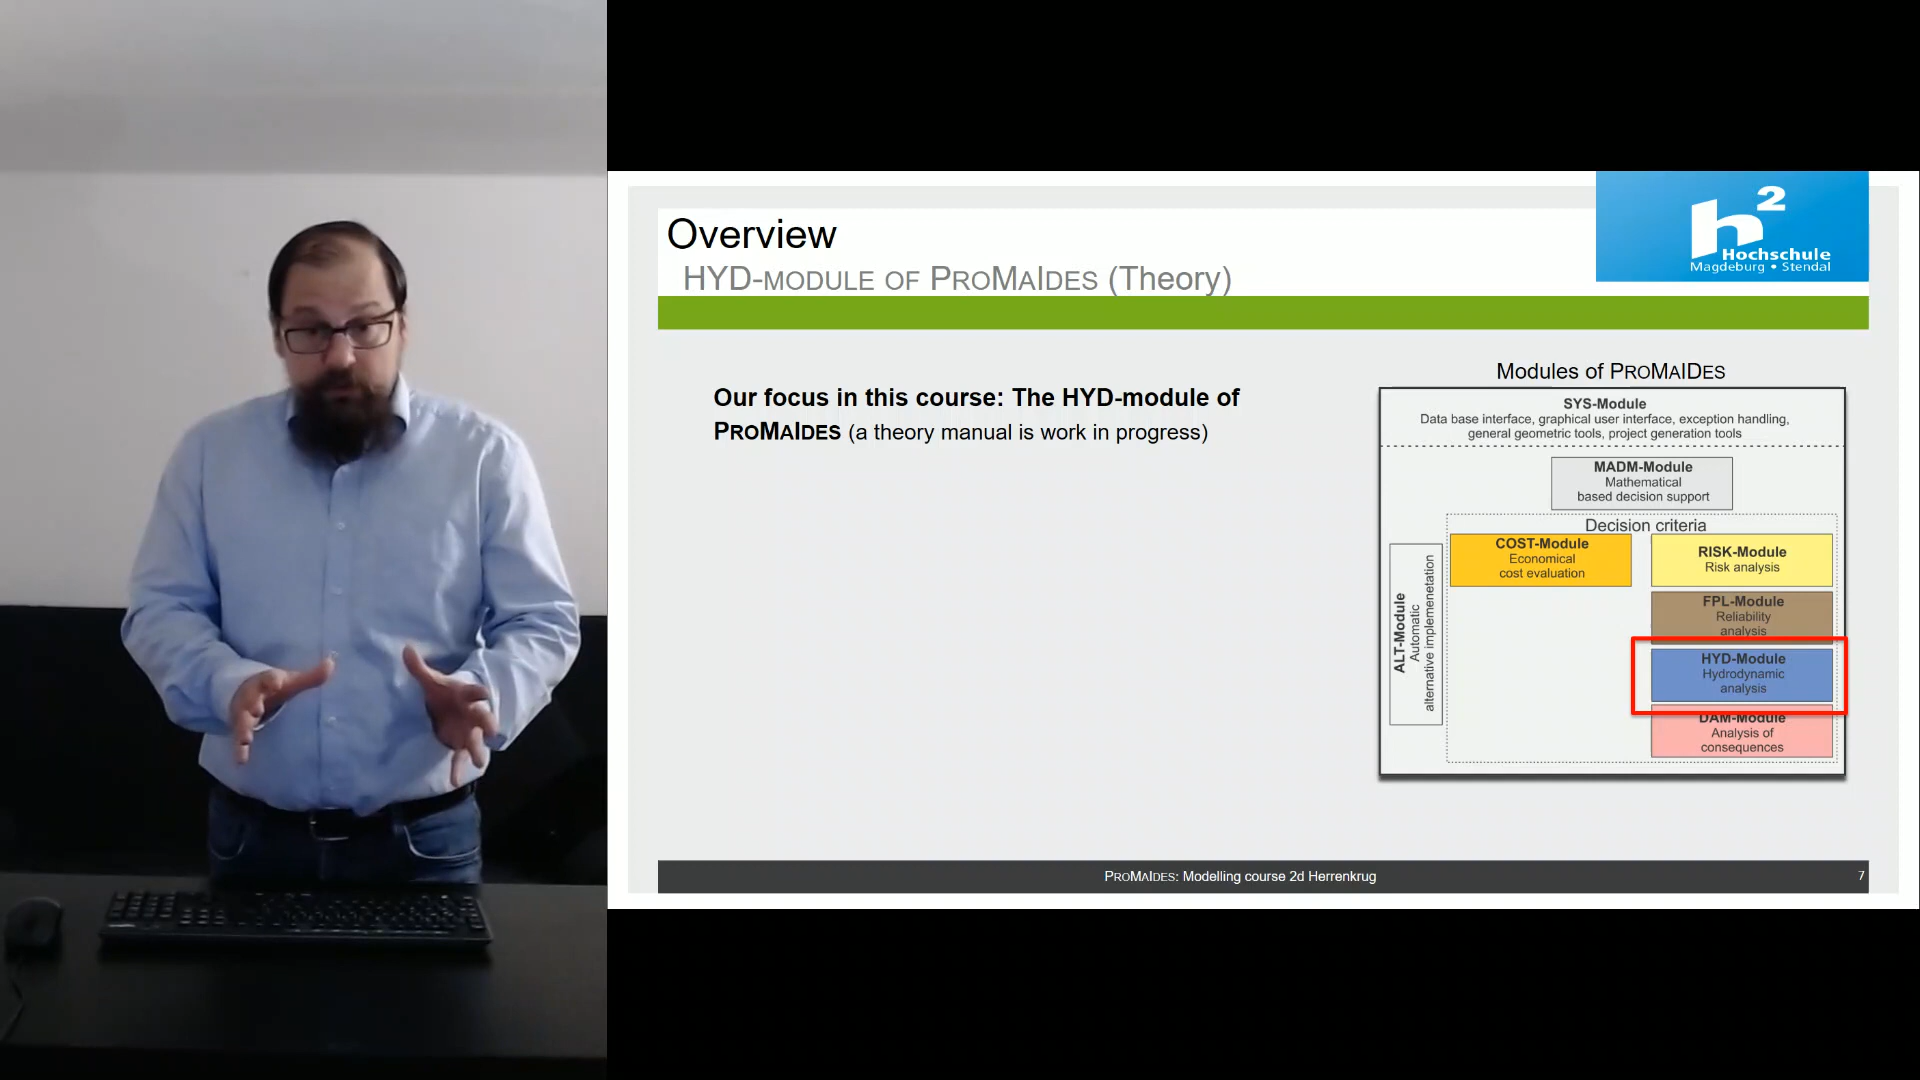 Overview
HYD-MODULE OF PROMAIDES (Theory)
h2
Hochschule
Magdeburg • Stendal
Our focus in this course: The HYD-module of
PROMAIDES (a theory manual is work in progress)
Modules of PROMAIDES
SYS-Module
Data base interface, graphical user interface, exception handling,
general geometric tools, project generation tools
MADM-Module
Mathematical
based decision support
Decision criteria
COST-Module
Economical
cost evaluation
RISK-Module
Risk analysis
FPL-Module
Reliability
analysis
HYD-Module
Hydrodynamic
analysis
DAM-Module
Analysis of
consequences
ALT-Module
Automatic
alternative implemenetation
PROMAIDES: Modelling course 2d Herrenkrug
7